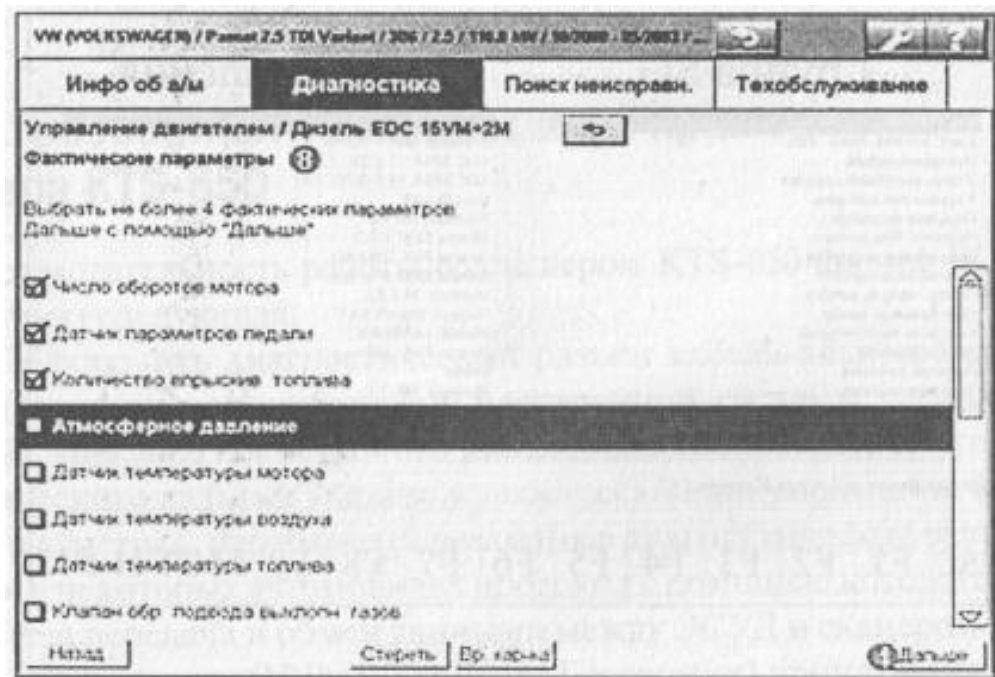 VW (VOLKSWAGEN) / Passat 2.5 TDI Variant / 306 / 2.5 / 110.0 kW / 10/2000 - 05/2003 / ...
Инфо об а/м Диагностика Поиск неисправн. Техобслуживание
Управление двигателем / Дизель EDC 15VM+2M
Фактические параметры
Выбрать не более 4 фактических параметров.
Дальше с помощью "Дальше"
Число оборотов мотора
Датчик параметров педали
Количество впрыскив. топлива
Атмосферное давление
Датчик температуры мотора
Датчик температуры воздуха
Датчик температуры топлива
Клапан обр. подвода выхлопн. газов
Назад Стереть Вр. хар-ка Дальше